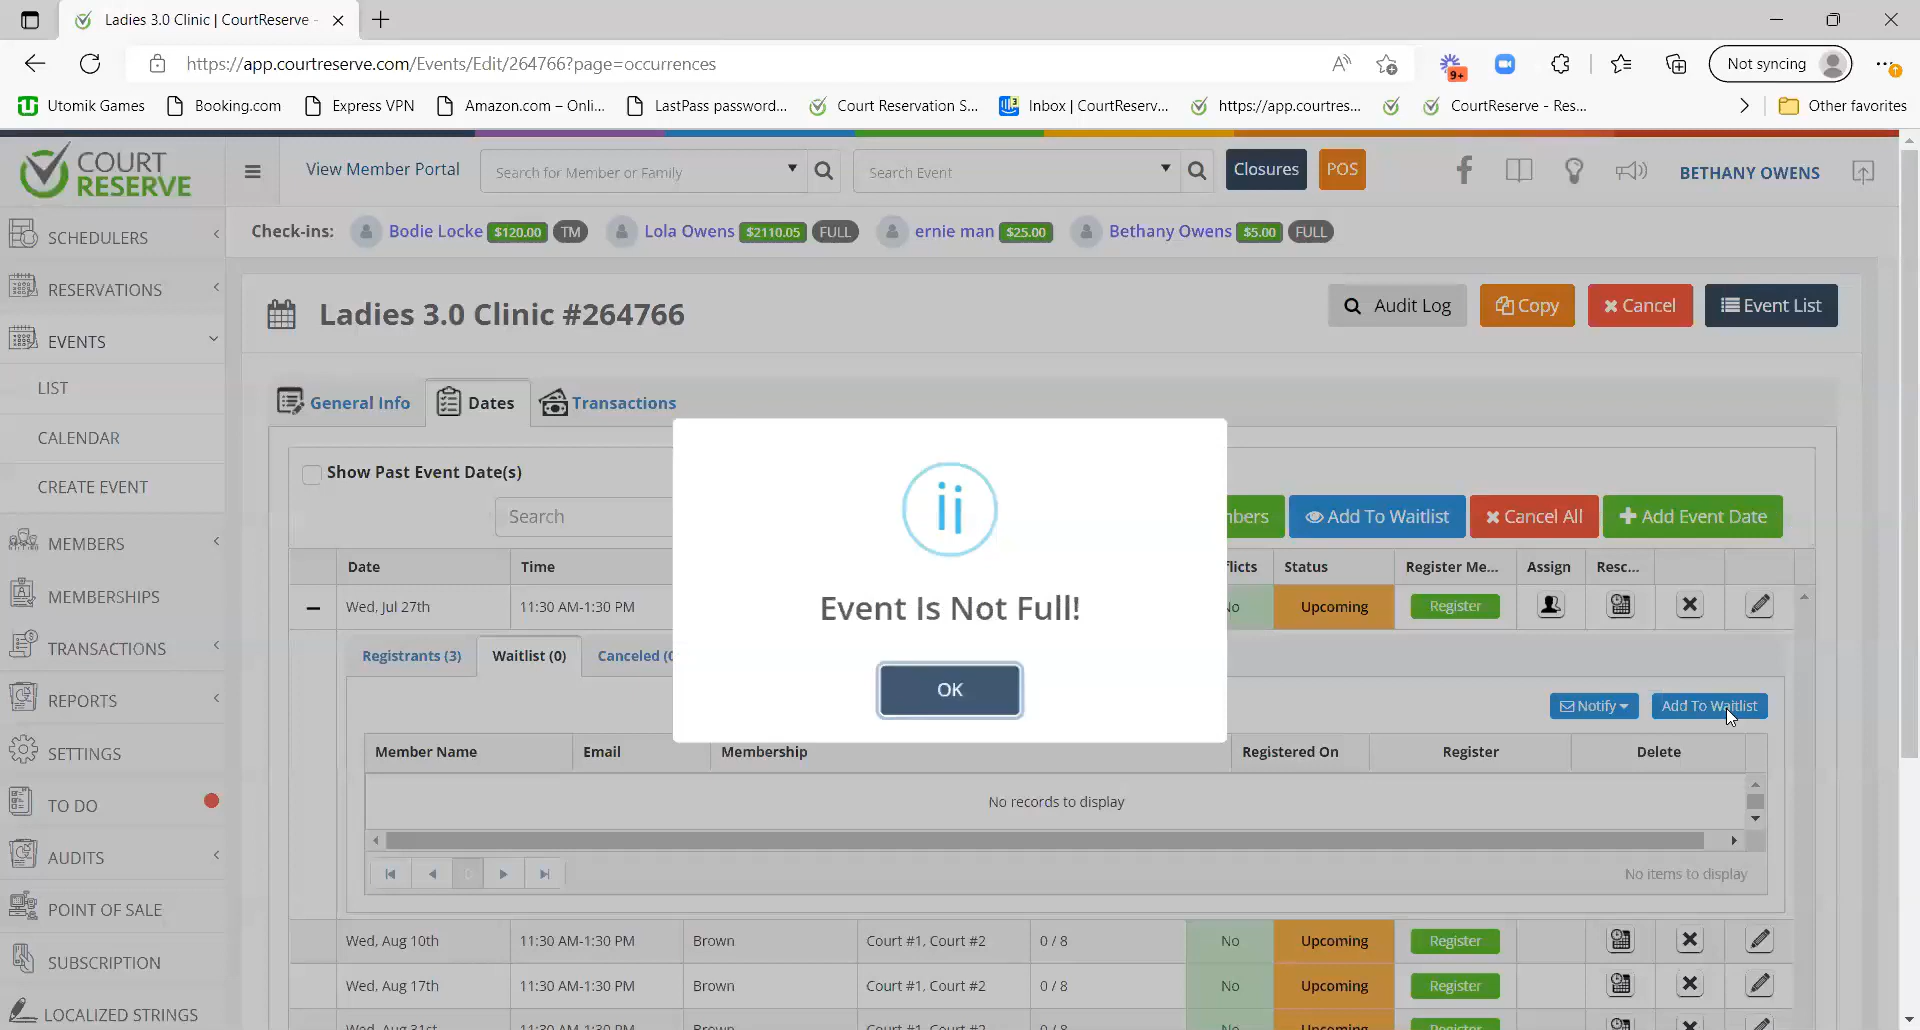 Ladies 3.0 Clinic | CourtReserve -
https://app.courtreserve.com/Events/Edit/264766?page=occurrences
9+
Not syncing
Utomik Games
Booking.com
Express VPN
Amazon.com – Onli...
LastPass password...
Court Reservation S...
Inbox | CourtReserv...
https://app.courtres...
CourtReserve - Res...
Other favorites
COURT
RESERVE
View Member Portal
Search for Member or Family
Search Event
Closures
POS
BETHANY OWENS
Check-ins:
Bodie Locke $120.00 TM
Lola Owens $2110.05 FULL
ernie man $25.00
Bethany Owens $5.00 FULL
SCHEDULERS
RESERVATIONS
EVENTS
LIST
CALENDAR
CREATE EVENT
MEMBERS
MEMBERSHIPS
TRANSACTIONS
REPORTS
SETTINGS
TO DO
AUDITS
POINT OF SALE
SUBSCRIPTION
LOCALIZED STRINGS
Ladies 3.0 Clinic #264766
Audit Log
Copy
Cancel
Event List
General Info
Dates
Transactions
Show Past Event Date(s)
Search
nbers
Add To Waitlist
Cancel All
Add Event Date
Date Time flicts Status Register Me... Assign Resc...
Wed, Jul 27th 11:30 AM-1:30 PM No Upcoming Register
Registrants (3)
Waitlist (0)
Canceled (0
Event Is Not Full!
OK
Notify
Add To Waitlist
Member Name Email Membership Registered On Register Delete
No records to display
No items to display
Wed, Aug 10th 11:30 AM-1:30 PM Brown Court #1, Court #2 0 / 8 No Upcoming Register
Wed, Aug 17th 11:30 AM-1:30 PM Brown Court #1, Court #2 0 / 8 No Upcoming Register
Wed, Aug 31st 11:30 AM-1:30 PM Brown Court #1, Court #2 0 / 8 No Upcoming Register